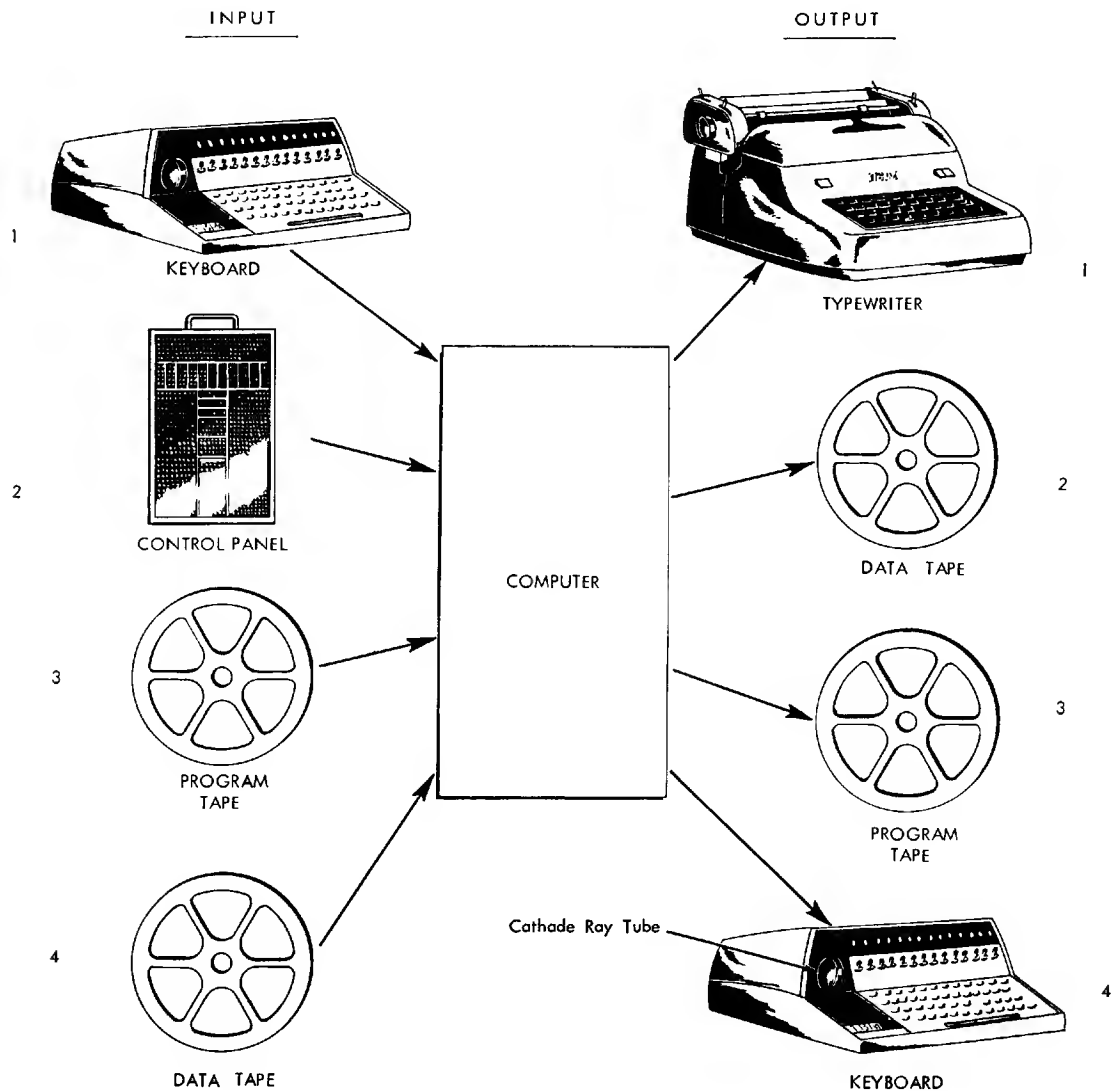 INPUT
OUTPUT
1
KEYBOARD
TYPEWRITER
1
2
CONTROL PANEL
DATA TAPE
2
COMPUTER
3
PROGRAM
TAPE
PROGRAM
TAPE
3
4
DATA TAPE
Cathade Ray Tube
4
KEYBOARD